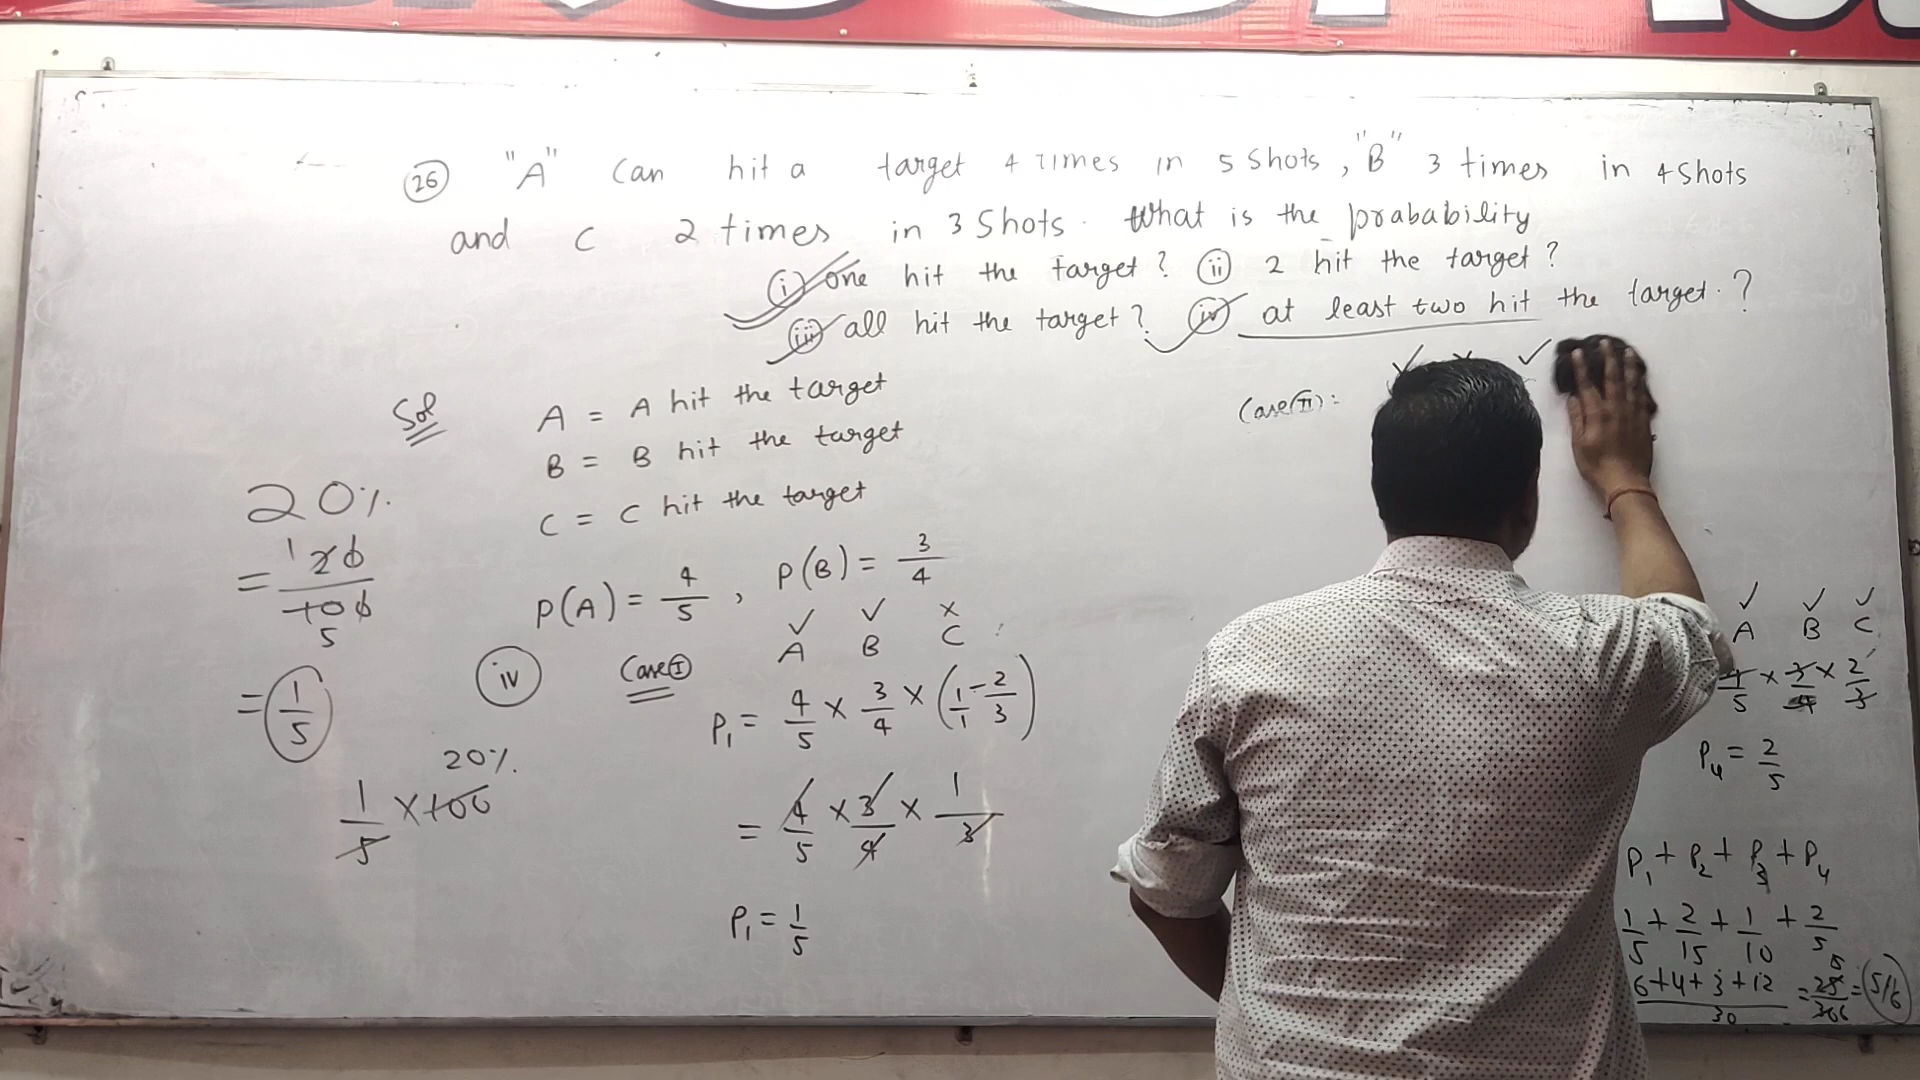 26 "A" Can hit a target 4 times in 5 shots, "B" 3 times in 4 shots
and C 2 times in 3 Shots. What is the prabability
(i) one hit the target? (ii) 2 hit the target?
(iii) all hit the target? (iv) at least two hit the target?
Sol
A = A hit the target
B = B hit the target
C = C hit the target
P(A) = 4/5, P(B) = 3/4
20%
= 20/100
= 1/5
1/5 × 100 20%
(iv) Case (I)
✓ ✓ ×
A B C
P₁ = 4/5 × 3/4 × (1/1 - 2/3)
= 4/5 × 3/4 × 1/3
P₁ = 1/5
Case (II):
✓ ✓ ✓
A B C
4/5 × 3/4 × 2/3
P₄ = 2/5
P₁ + P₂ + P₃ + P₄
1/5 + 2/15 + 1/10 + 2/5
6+4+3+12/30 = 25/30 = 5/6